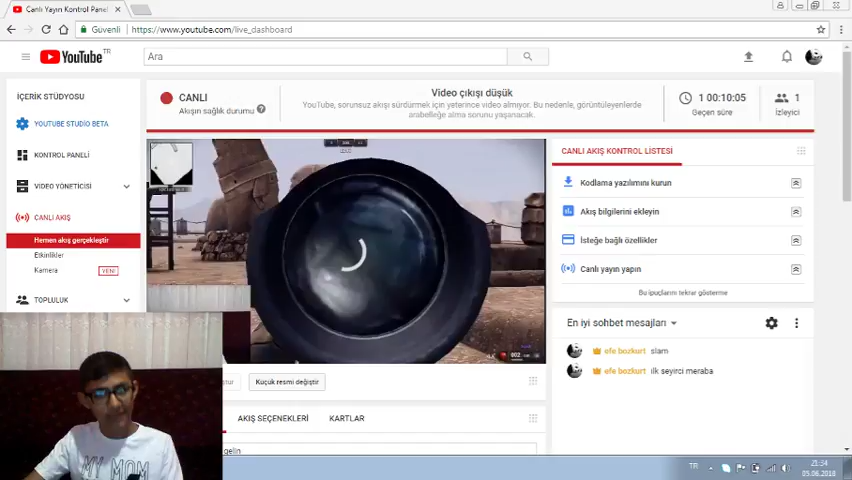 Canlı Yayın Kontrol Panel
Güvenli
https://www.youtube.com/live_dashboard
YouTube TR
Ara
İÇERİK STÜDYOSU
YOUTUBE STUDIO BETA
KONTROL PANELİ
VIDEO YÖNETİCİSİ
CANLI AKIŞ
Hemen akış gerçekleştir
Etkinlikler
Kamera YENİ
TOPLULUK
CANLI
Akışın sağlık durumu
Video çıkışı düşük
YouTube, sorunsuz akışı sürdürmek için yeterince video almıyor. Bu nedenle, görüntüleyenlerde
arabelleğe alma sorunu yaşanacak.
1 00:10:05
Geçen süre
1
İzleyici
CANLI AKIŞ KONTROL LİSTESİ
Kodlama yazılımını kurun
Akış bilgilerini ekleyin
İsteğe bağlı özellikler
Canlı yayın yapın
Bu ipuçlarını tekrar gösterme
En iyi sohbet mesajları
efe bozkurt slam
efe bozkurt ilk seyirci meraba
Küçük resmi değiştir
AKIŞ SEÇENEKLERİ
KARTLAR
gelin
MY MOM
TR
21:34
05.06.2018